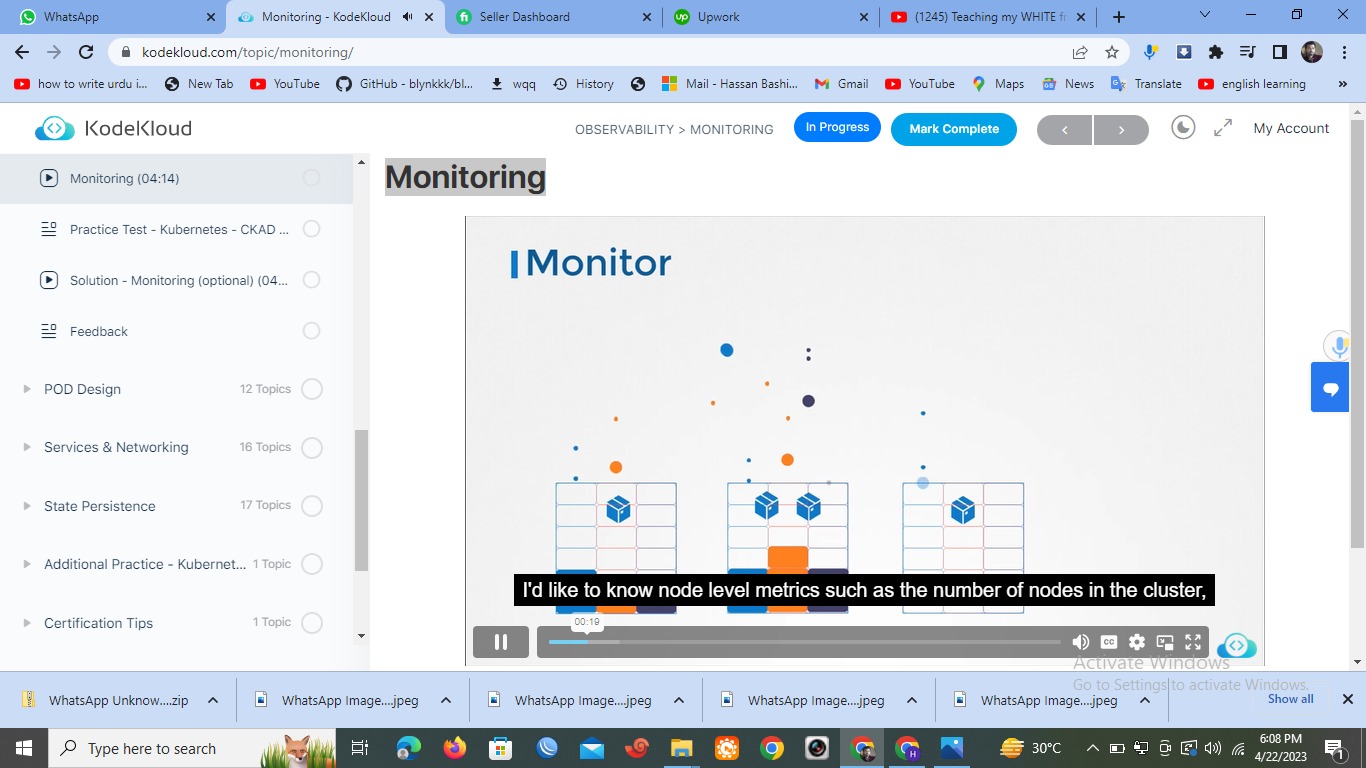 WhatsApp
Monitoring - KodeKloud
Seller Dashboard
Upwork
(1245) Teaching my WHITE fr
kodekloud.com/topic/monitoring/
how to write urdu i...
New Tab
YouTube
GitHub - blynkkk/bl...
wqq
History
Mail - Hassan Bashi...
Gmail
YouTube
Maps
News
Translate
english learning
»
KodeKloud
OBSERVABILITY > MONITORING
In Progress
Mark Complete
My Account
Monitoring (04:14)
Practice Test - Kubernetes - CKAD ...
Solution - Monitoring (optional) (04...
Feedback
POD Design
12 Topics
Services & Networking
16 Topics
State Persistence
17 Topics
Additional Practice - Kubernet...
1 Topic
Certification Tips
1 Topic
Monitoring
Monitor
I'd like to know node level metrics such as the number of nodes in the cluster,
00:19
CC
Activate Windows
Go to Settings to activate Windows.
WhatsApp Unknow....zip
WhatsApp Image....jpeg
WhatsApp Image....jpeg
WhatsApp Image....jpeg
WhatsApp Image....jpeg
Show all
Type here to search
30°C
6:08 PM
4/22/2023
1